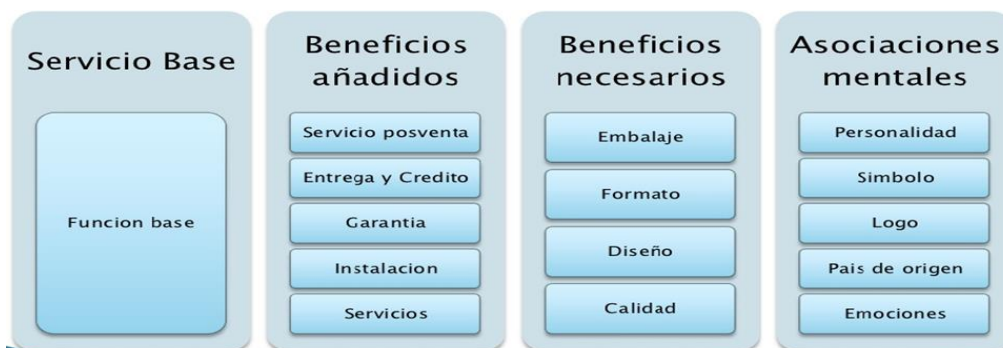 Servicio Base
Funcion base
Beneficios
añadidos
Servicio posventa
Entrega y Credito
Garantia
Instalacion
Servicios
Beneficios
necesarios
Embalaje
Formato
Diseño
Calidad
Asociaciones
mentales
Personalidad
Simbolo
Logo
Pais de origen
Emociones